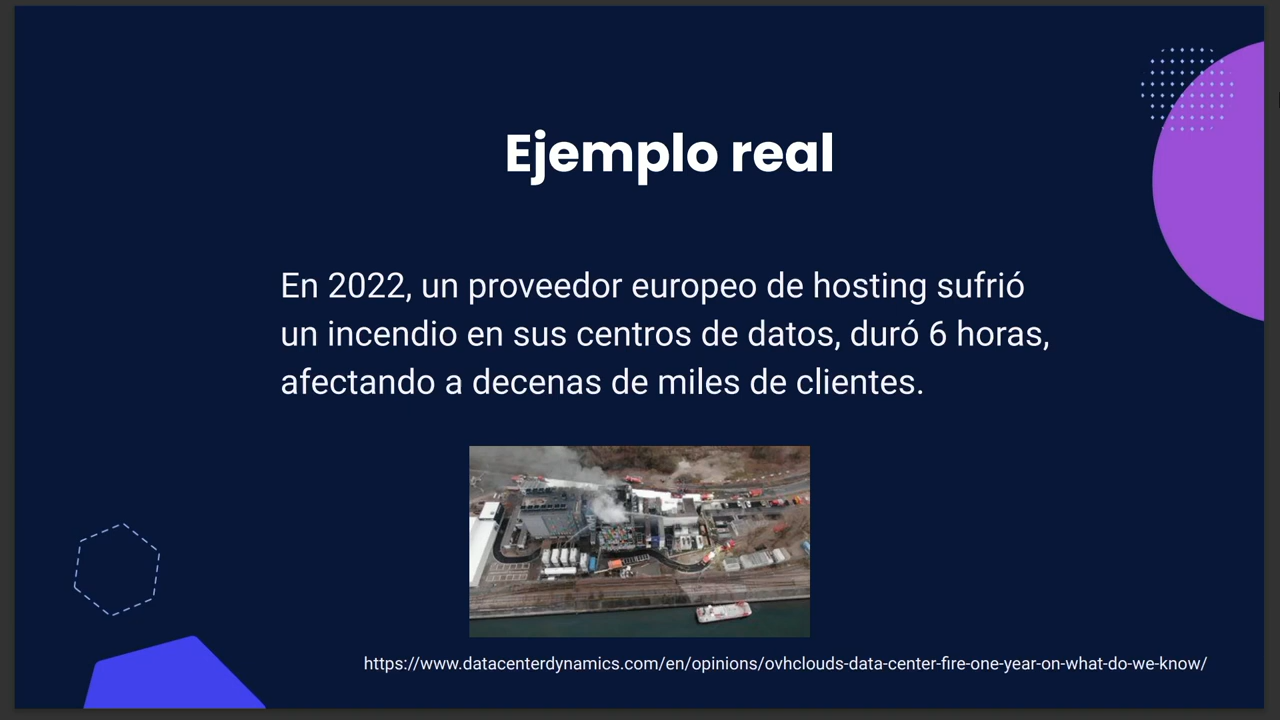 Ejemplo real
En 2022, un proveedor europeo de hosting sufrió
un incendio en sus centros de datos, duró 6 horas,
afectando a decenas de miles de clientes.
https://www.datacenterdynamics.com/en/opinions/ovhclouds-data-center-fire-one-year-on-what-do-we-know/